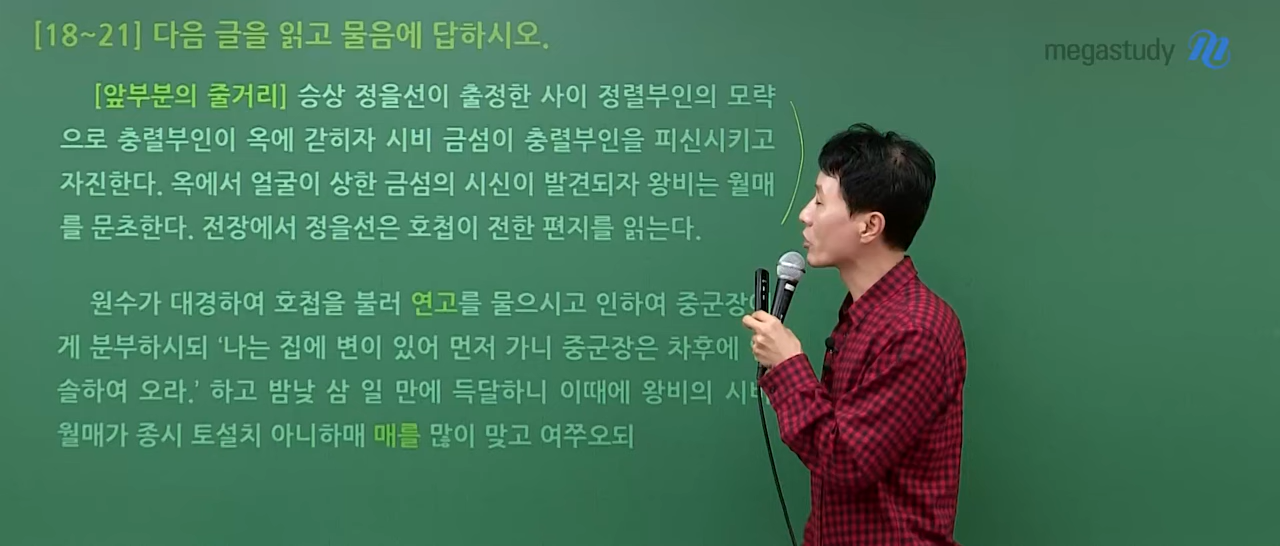 [18~21] 다음 글을 읽고 물음에 답하시오.
megastudy
[앞부분의 줄거리] 승상 정을선이 출정한 사이 정렬부인의 모략
으로 충렬부인이 옥에 갇히자 시비 금섬이 충렬부인을 피신시키고
자진한다. 옥에서 얼굴이 상한 금섬의 시신이 발견되자 왕비는 월매
를 문초한다. 전장에서 정을선은 호첩이 전한 편지를 읽는다.
원수가 대경하여 호첩을 불러 연고를 물으시고 인하여 중군장에
게 분부하시되 ‘나는 집에 변이 있어 먼저 가니 중군장은 차후에
솔하여 오라.’ 하고 밤낮 삼 일 만에 득달하니 이때에 왕비의 시비
월매가 종시 토설치 아니하매 매를 많이 맞고 여쭈오되